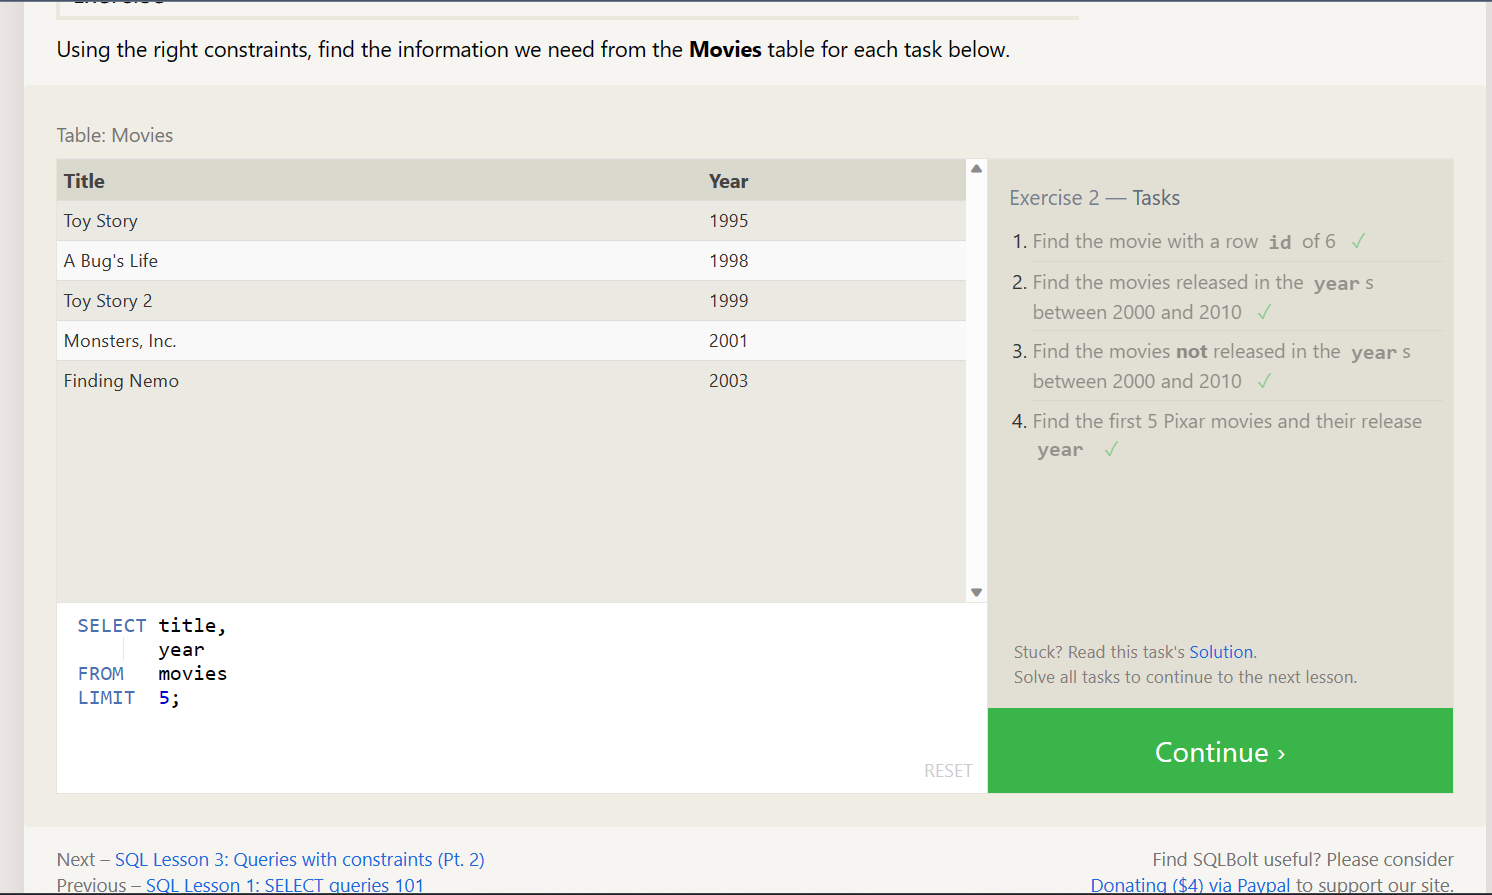 Exercise
Using the right constraints, find the information we need from the Movies table for each task below.
Table: Movies
Title Year
Toy Story 1995
A Bug's Life 1998
Toy Story 2 1999
Monsters, Inc. 2001
Finding Nemo 2003
SELECT title,
year
FROM movies
LIMIT 5;
RESET
Exercise 2 — Tasks
1. Find the movie with a row id of 6 ✓
2. Find the movies released in the year s
between 2000 and 2010 ✓
3. Find the movies not released in the year s
between 2000 and 2010 ✓
4. Find the first 5 Pixar movies and their release
year ✓
Stuck? Read this task's Solution.
Solve all tasks to continue to the next lesson.
Continue ›
Next – SQL Lesson 3: Queries with constraints (Pt. 2)
Previous – SQL Lesson 1: SELECT queries 101
Find SQLBolt useful? Please consider
Donating ($4) via Paypal to support our site.